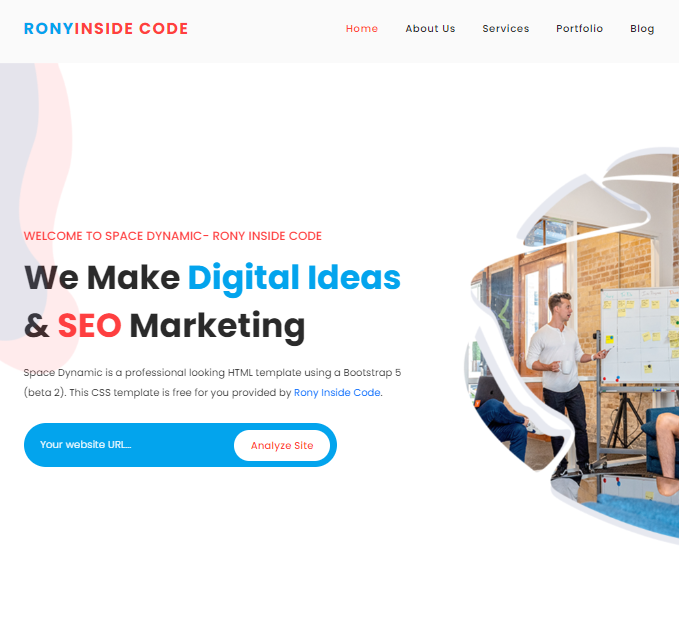 RONYINSIDE CODE
Home About Us Services Portfolio Blog
WELCOME TO SPACE DYNAMIC- RONY INSIDE CODE
We Make Digital Ideas
& SEO Marketing
Space Dynamic is a professional looking HTML template using a Bootstrap 5
(beta 2). This CSS template is free for you provided by Rony Inside Code.
Your website URL...
Analyze Site